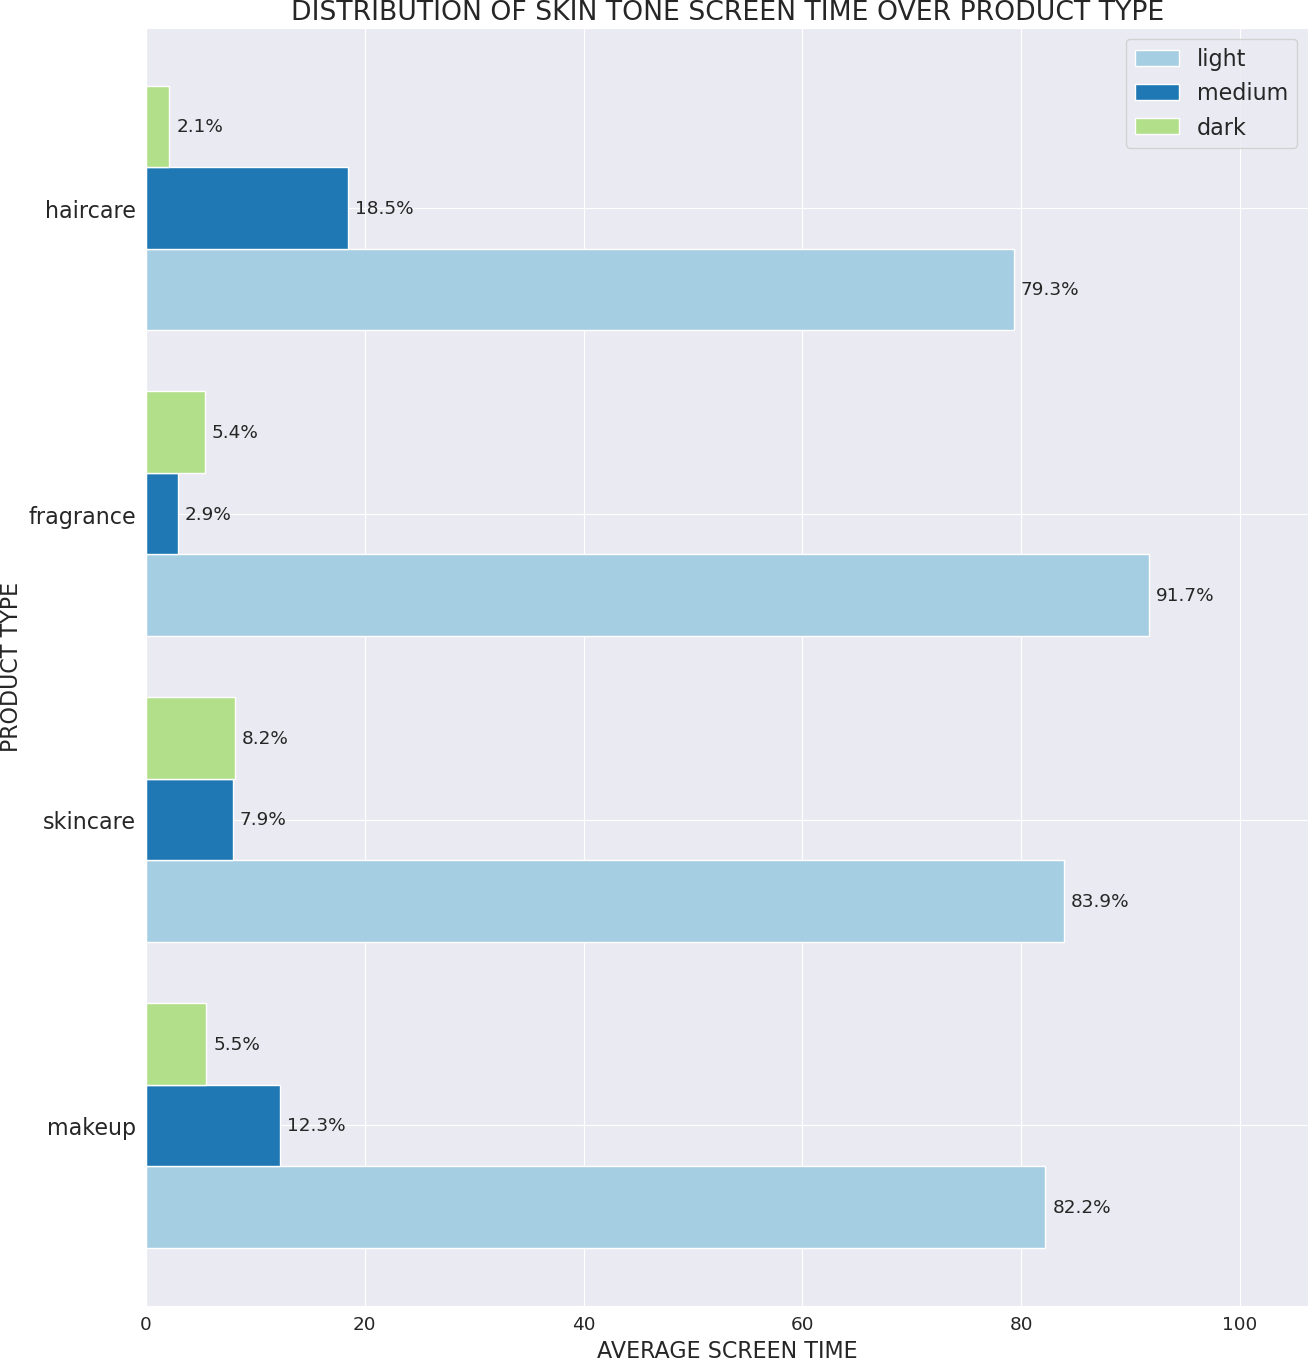 DISTRIBUTION OF SKIN TONE SCREEN TIME OVER PRODUCT TYPE
light
medium
dark
2.1%
haircare
18.5%
79.3%
5.4%
fragrance
2.9%
91.7%
PRODUCT TYPE
8.2%
skincare
7.9%
83.9%
5.5%
makeup
12.3%
82.2%
0 20 40 60 80 100
AVERAGE SCREEN TIME